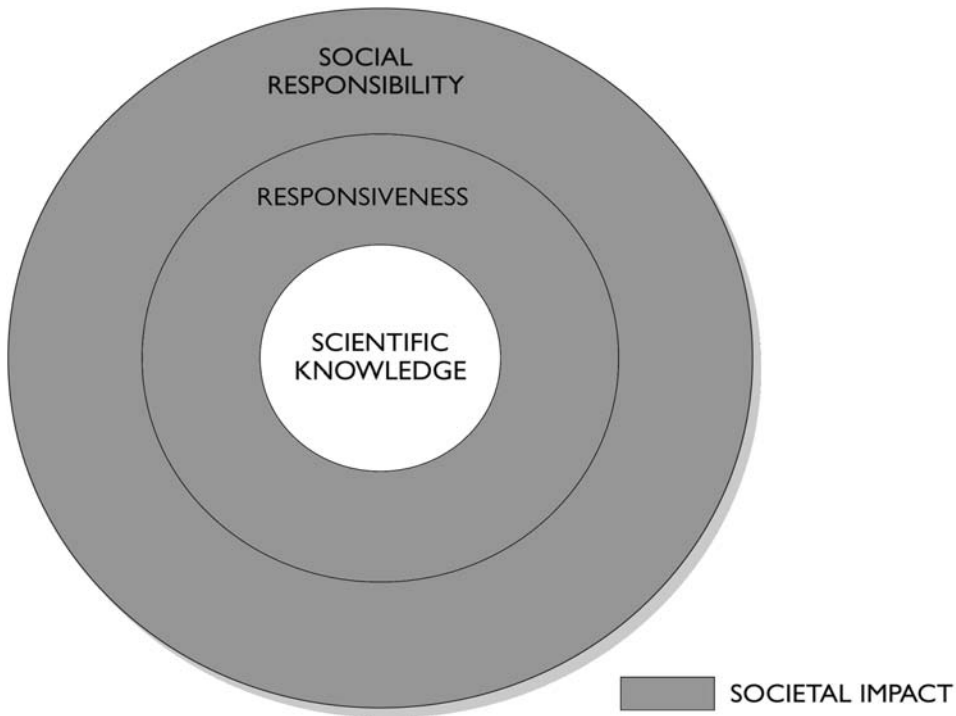 SOCIAL
RESPONSIBILITY
RESPONSIVENESS
SCIENTIFIC
KNOWLEDGE
SOCIETAL IMPACT